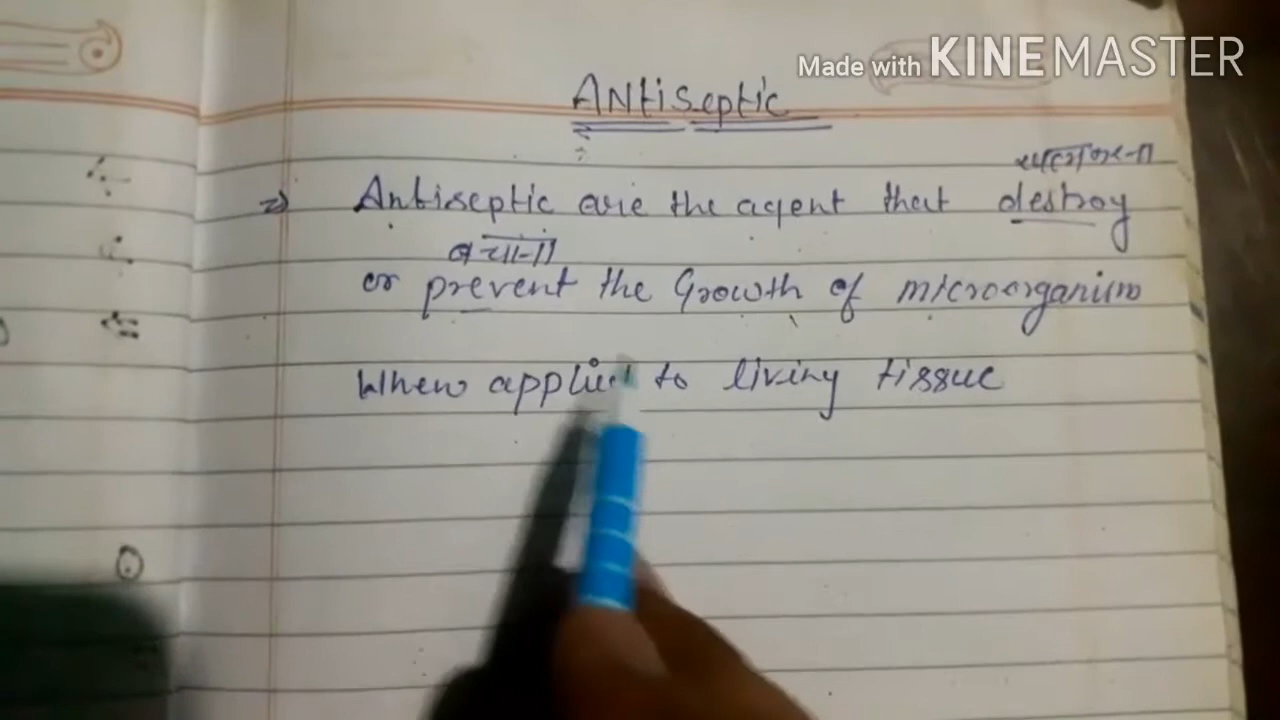 Made with KINEMASTER
ANtiseptic
=> Antiseptic are the agent that destroy
बचाना
or prevent the Growth of microorganism
When applied to living tissue